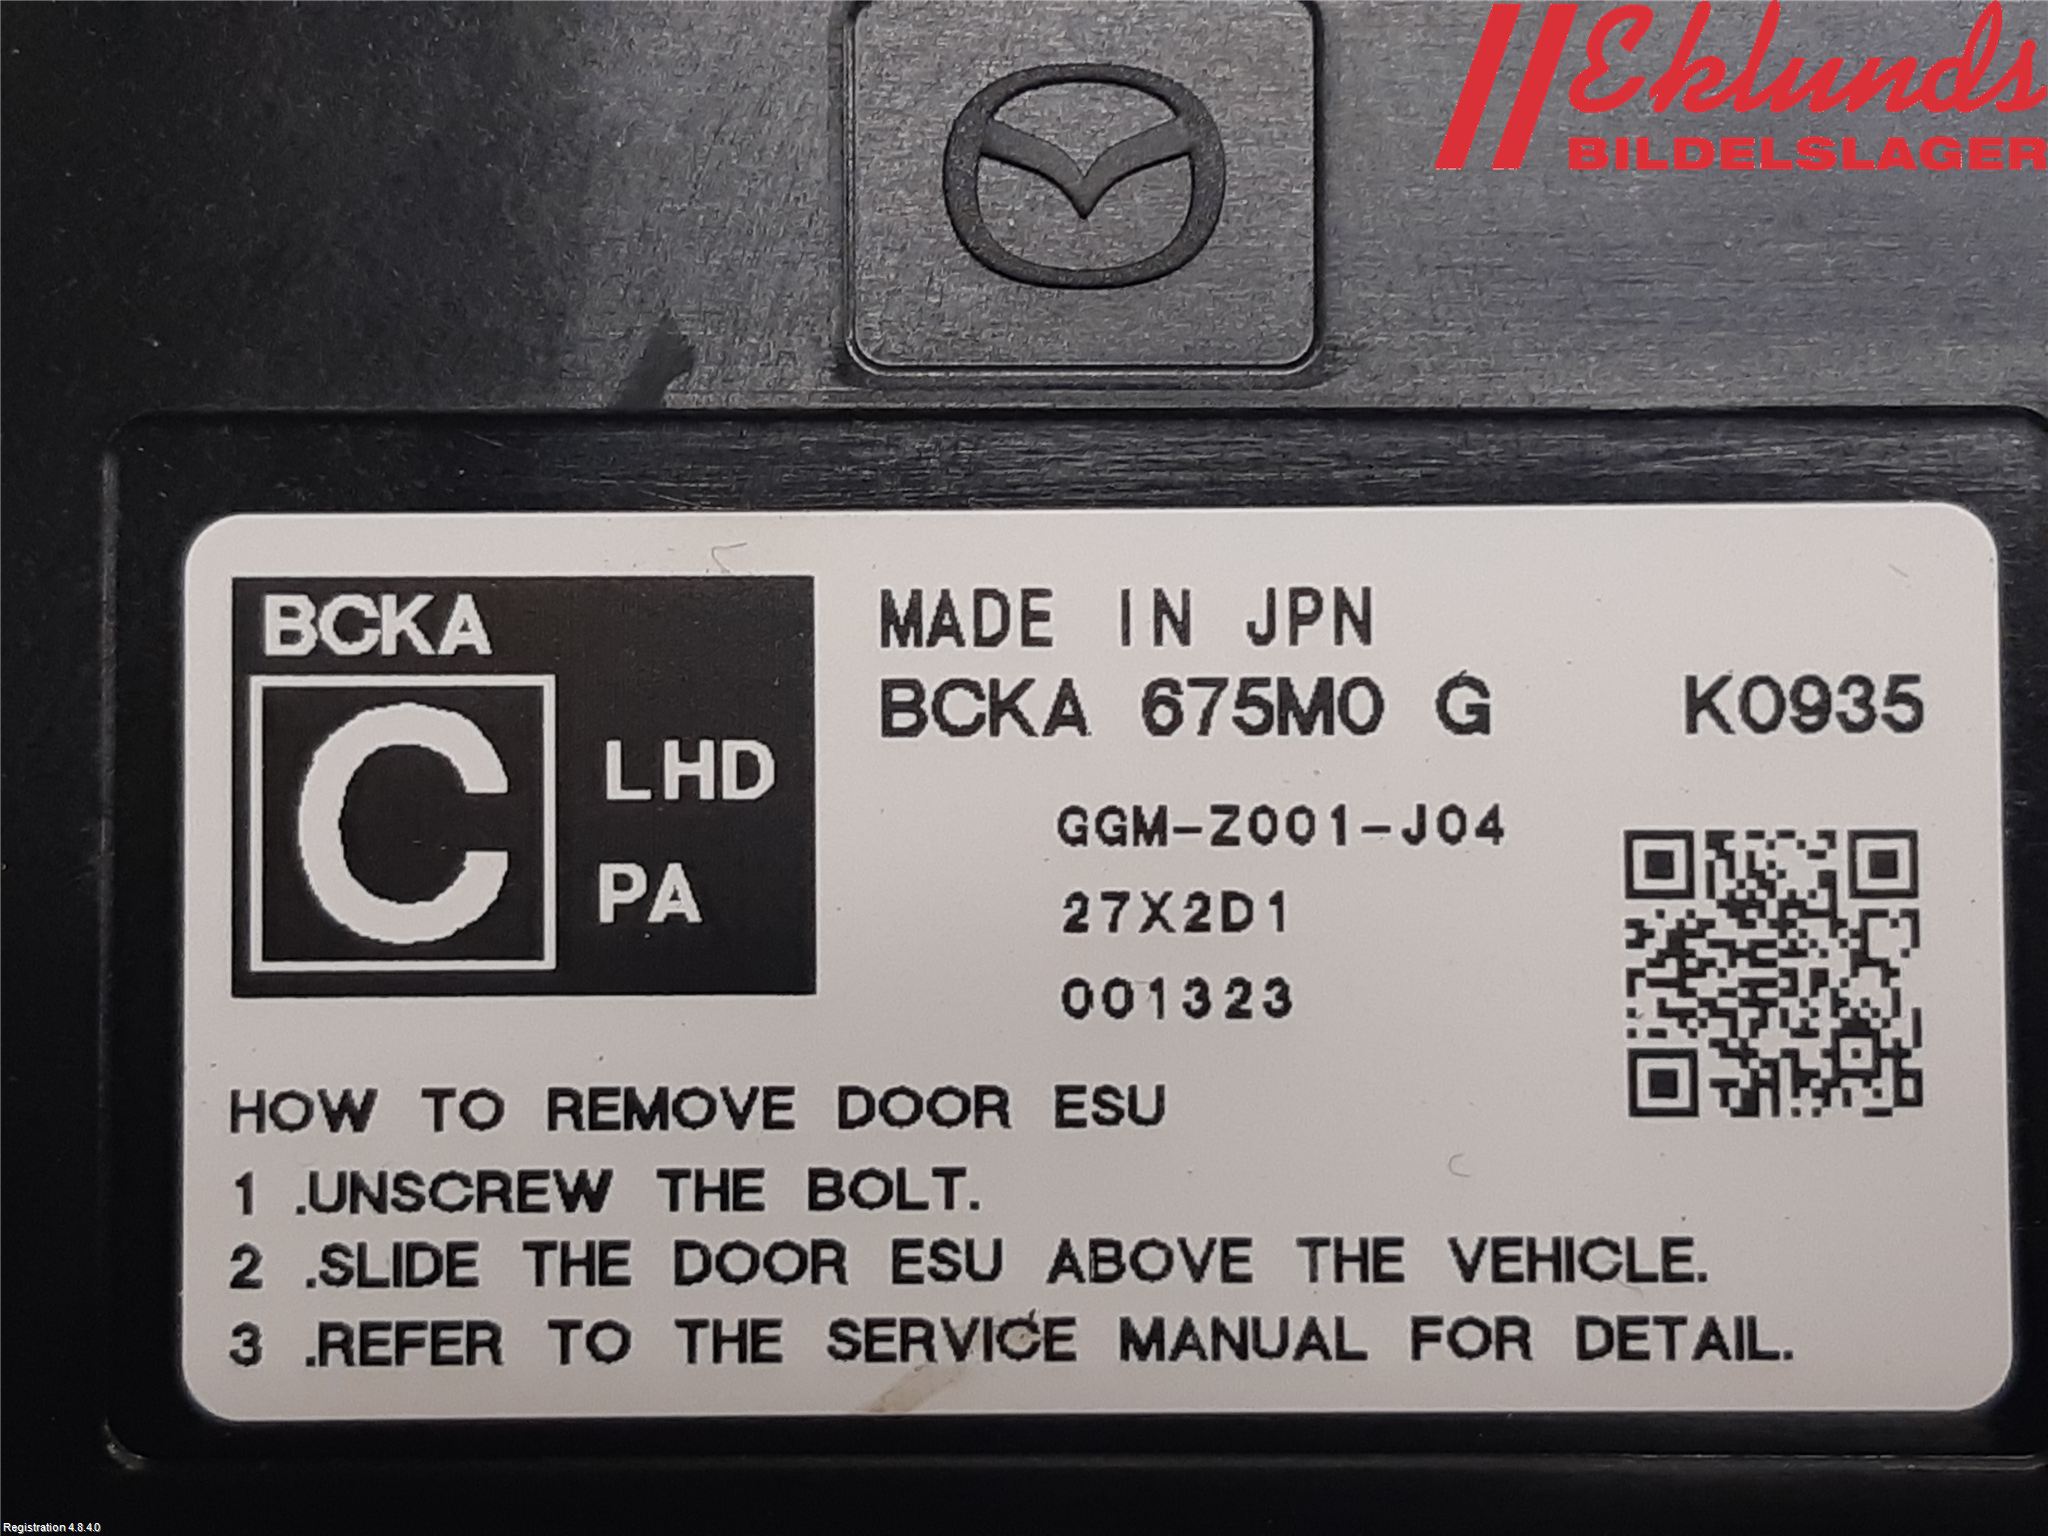 Eklunds
BILDELSLAGER
BCKA
C
LHD
PA
MADE IN JPN
BCKA 675M0 G K0935
GGM-Z001-J04
27X2D1
001323
HOW TO REMOVE DOOR ESU
1 .UNSCREW THE BOLT.
2 .SLIDE THE DOOR ESU ABOVE THE VEHICLE.
3 .REFER TO THE SERVICE MANUAL FOR DETAIL.
Registration 4.8.4.0